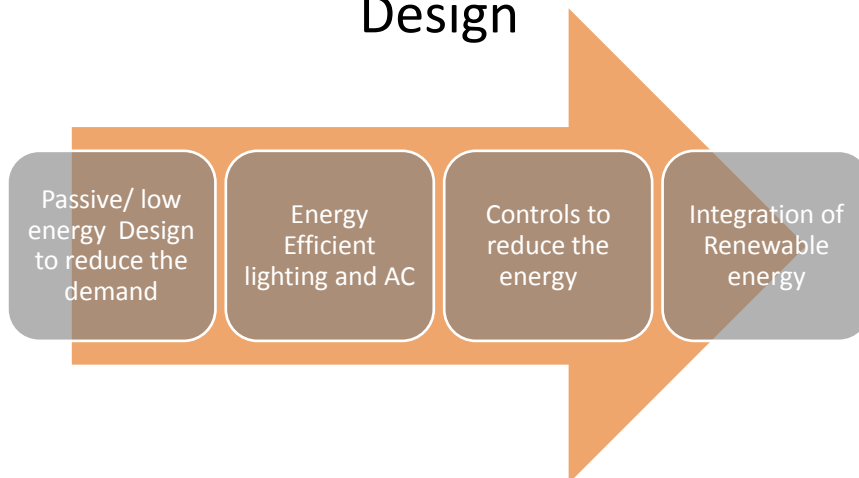 Design
Passive/ low
energy Design
to reduce the
demand
Energy
Efficient
lighting and AC
Controls to
reduce the
energy
Integration of
Renewable
energy